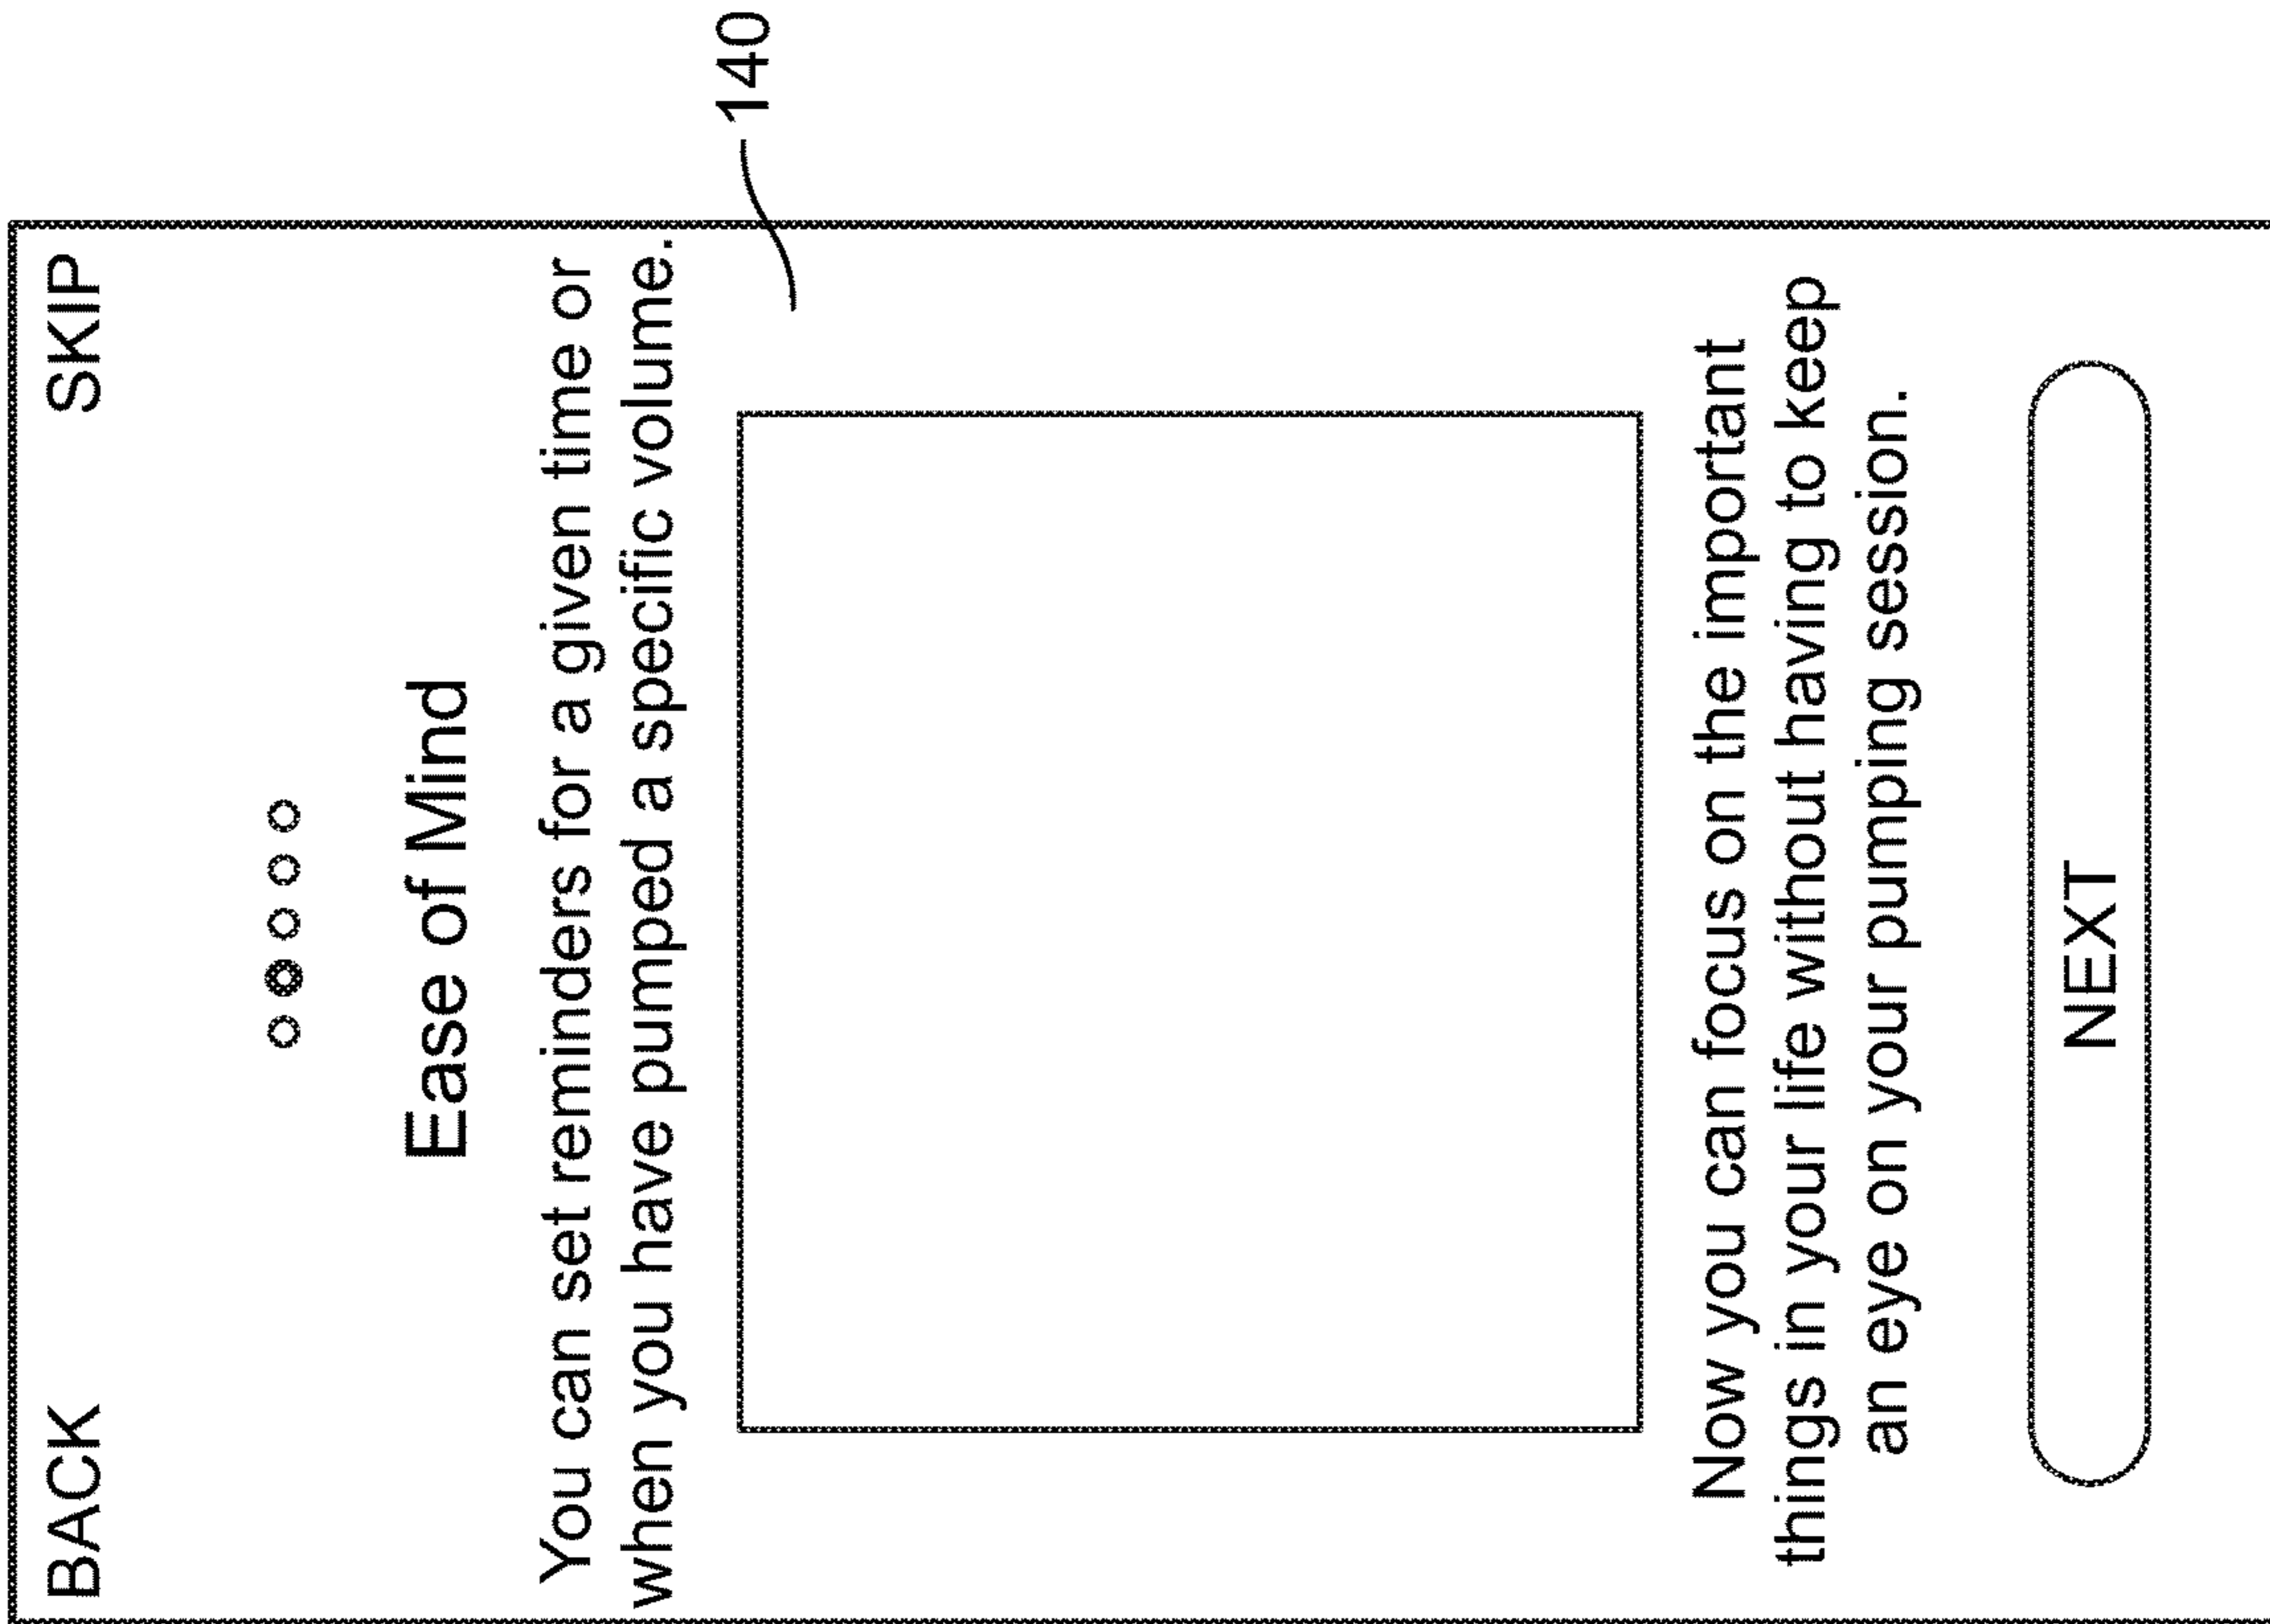 BACK SKIP
Ease of Mind
You can set reminders for a given time or
when you have pumped a specific volume.
140
Now you can focus on the important
things in your life without having to keep
an eye on your pumping session.
NEXT